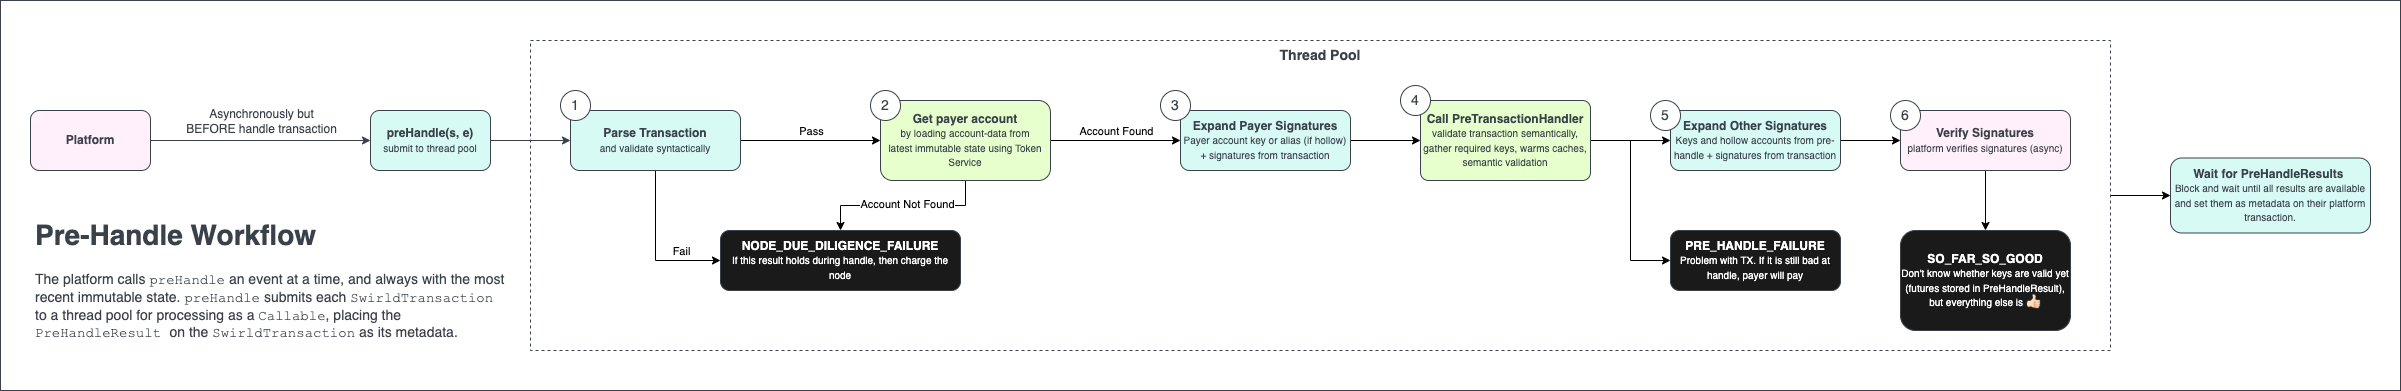 Thread Pool
Platform
Asynchronously but
BEFORE handle transaction
preHandle(s, e)
submit to thread pool
1
Parse Transaction
and validate syntactically
Pass
Fail
2
Get payer account
by loading account-data from
latest immutable state using Token
Service
Account Found
Account Not Found
NODE_DUE_DILIGENCE_FAILURE
If this result holds during handle, then charge the
node
3
Expand Payer Signatures
Payer account key or alias (if hollow)
+ signatures from transaction
4
Call PreTransactionHandler
validate transaction semantically,
gather required keys, warms caches,
semantic validation
5
Expand Other Signatures
Keys and hollow accounts from pre-
handle + signatures from transaction
PRE_HANDLE_FAILURE
Problem with TX. If it is still bad at
handle, payer will pay
6
Verify Signatures
platform verifies signatures (async)
SO_FAR_SO_GOOD
Don't know whether keys are valid yet
(futures stored in PreHandleResult),
but everything else is 👍🏻
Wait for PreHandleResults
Block and wait until all results are available
and set them as metadata on their platform
transaction.
Pre-Handle Workflow
The platform calls preHandle an event at a time, and always with the most
recent immutable state. preHandle submits each SwirldTransaction
to a thread pool for processing as a Callable, placing the
PreHandleResult on the SwirldTransaction as its metadata.